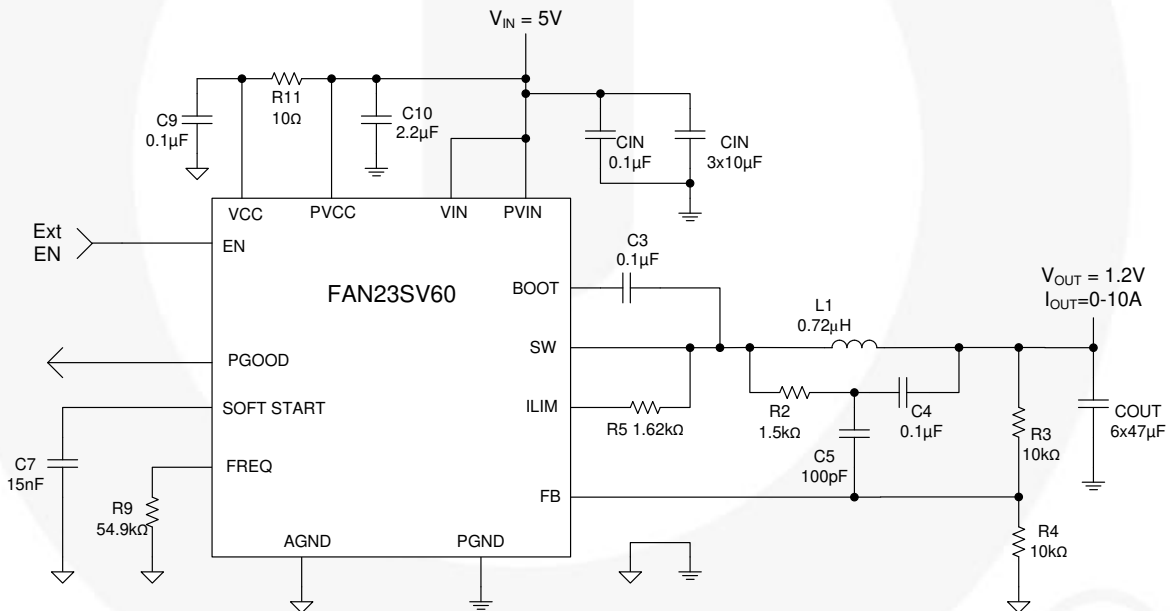 V_IN = 5V
C9
0.1µF
R11
10Ω
C10
2.2µF
CIN
0.1µF
CIN
3x10µF
VCC
PVCC
VIN
PVIN
Ext
EN
EN
FAN23SV60
BOOT
C3
0.1µF
V_OUT = 1.2V
I_OUT=0-10A
L1
0.72µH
SW
PGOOD
SOFT START
ILIM
R5 1.62kΩ
R2
1.5kΩ
C4
0.1µF
C5
100pF
R3
10kΩ
COUT
6x47µF
C7
15nF
FREQ
R9
54.9kΩ
FB
AGND
PGND
R4
10kΩ